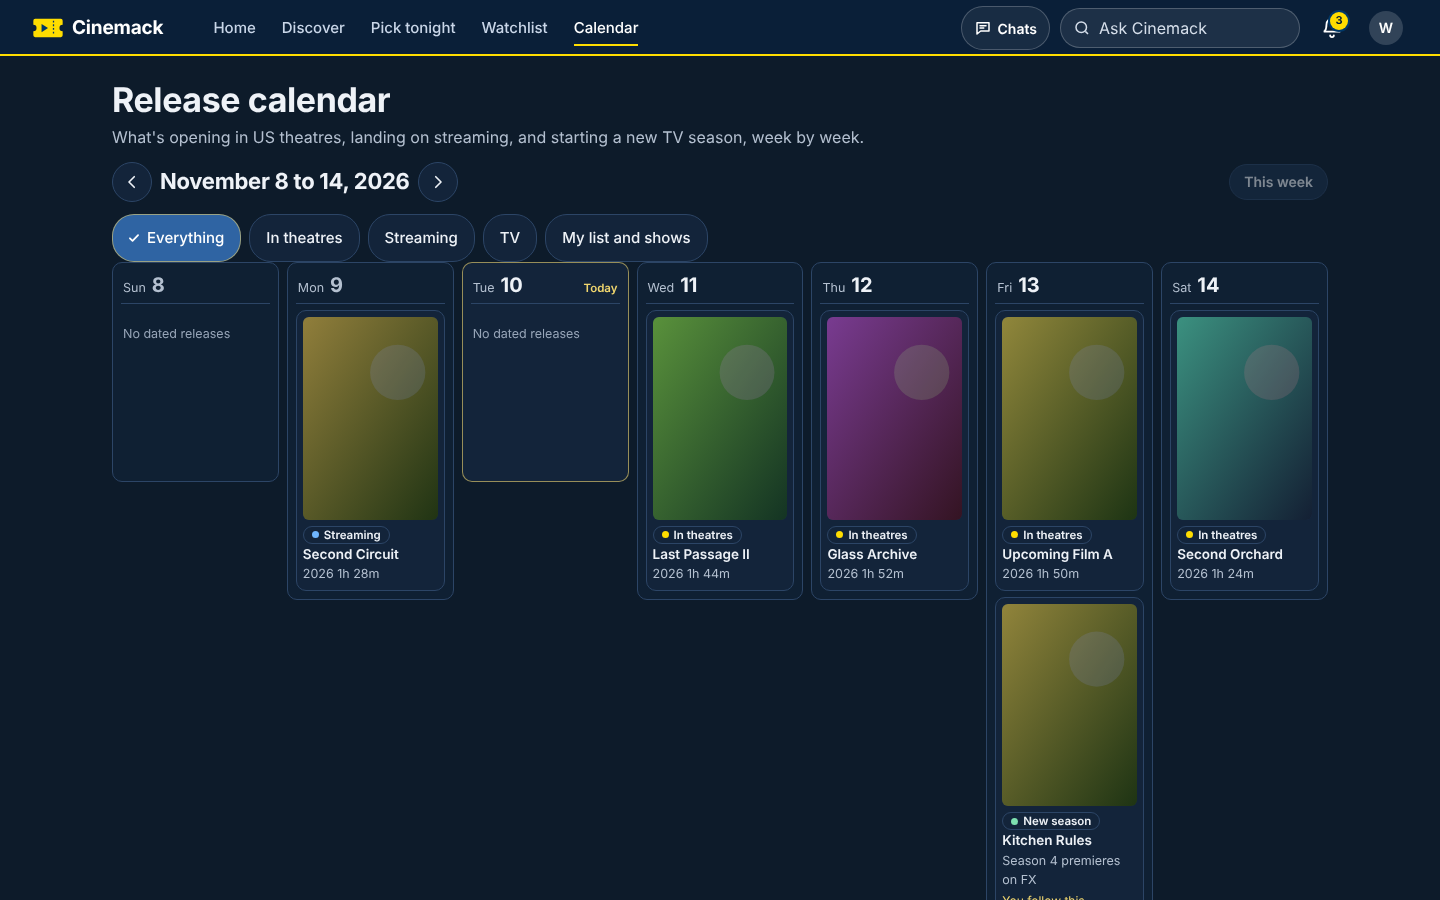 Cinemack
Home
Discover
Pick tonight
Watchlist
Calendar
Chats
Ask Cinemack
3
W
Release calendar
What's opening in US theatres, landing on streaming, and starting a new TV season, week by week.
November 8 to 14, 2026
This week
Everything
In theatres
Streaming
TV
My list and shows
Sun 8
No dated releases
Mon 9
Streaming
Second Circuit
2026 1h 28m
Tue 10
Today
No dated releases
Wed 11
In theatres
Last Passage II
2026 1h 44m
Thu 12
In theatres
Glass Archive
2026 1h 52m
Fri 13
In theatres
Upcoming Film A
2026 1h 50m
New season
Kitchen Rules
Season 4 premieres
on FX
You follow this
Sat 14
In theatres
Second Orchard
2026 1h 24m